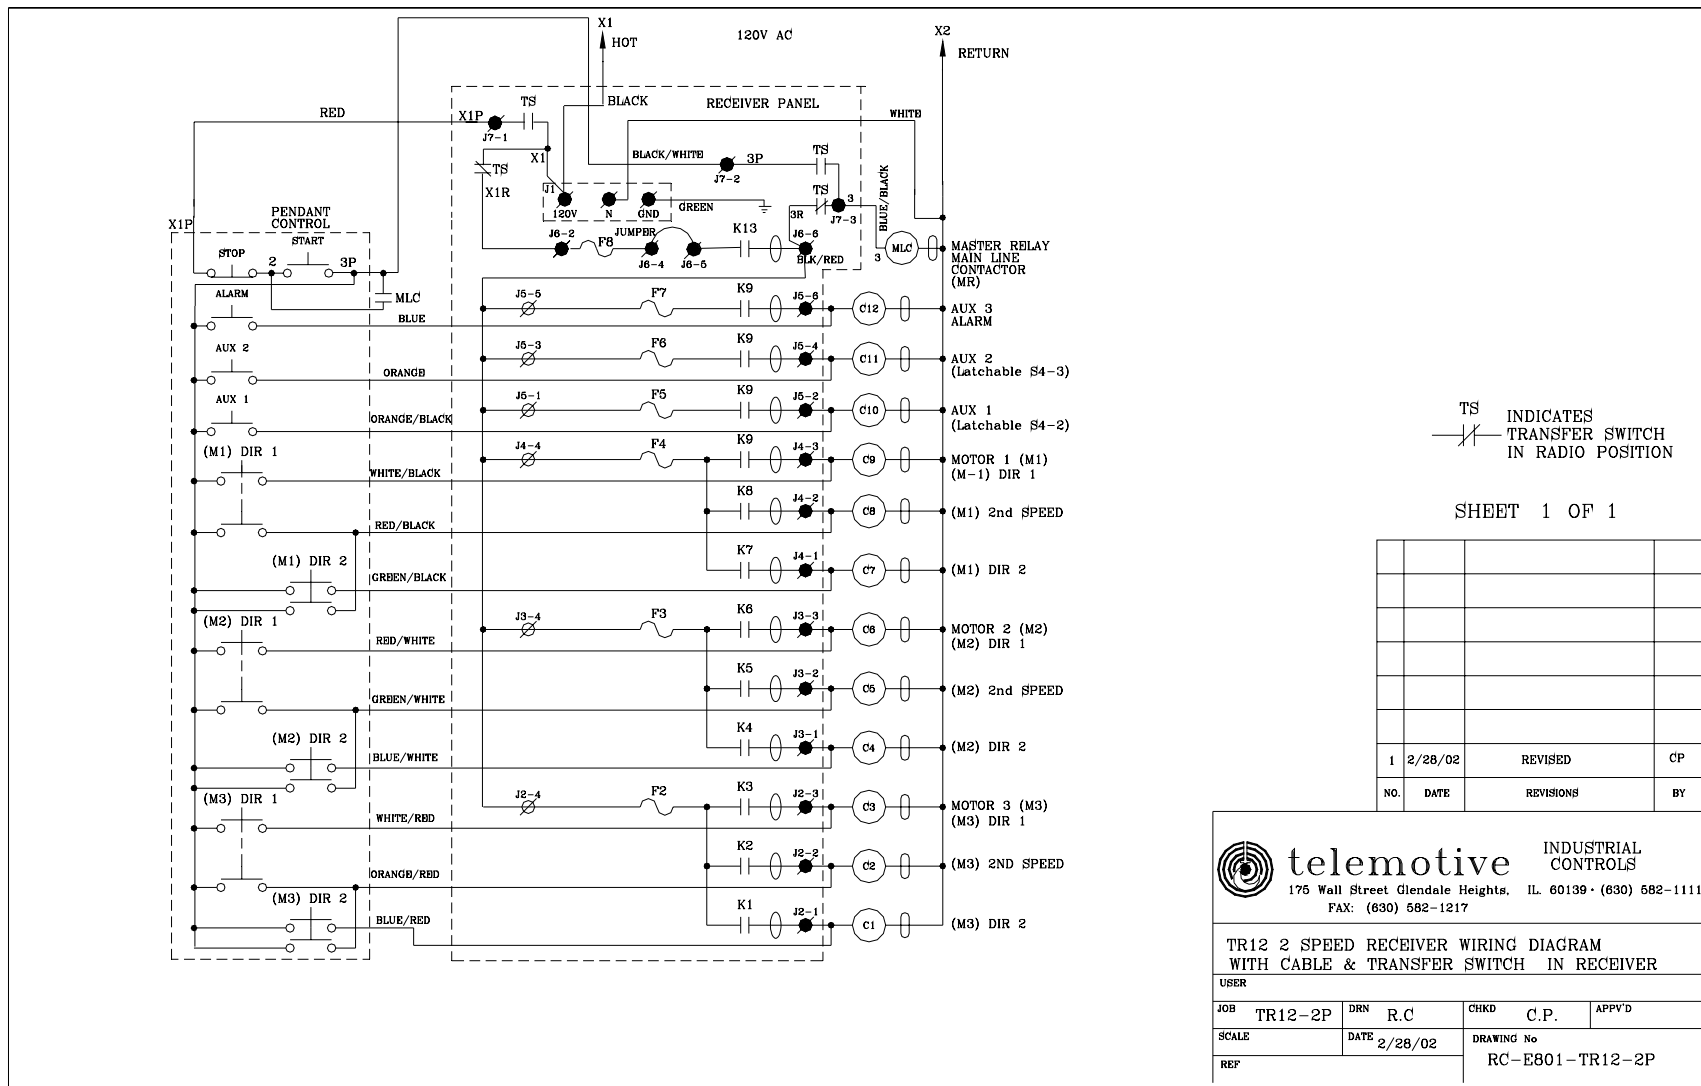 X1
HOT
120V AC
X2
RETURN
RED
X1P
TS
BLACK
RECEIVER PANEL
WHITE
J7-1
X1
TS
X1R
BLACK/WHITE
3P
TS
J7-2
J1
120V
N
GND
GREEN
TS
3
3R
J7-3
BLUE/BLACK
X1P
PENDANT
CONTROL
START
STOP
2
3P
MLC
J6-2
F8
JUMPER
J6-4
J6-5
K13
J6-6
BLK/RED
3
MLC
MASTER RELAY
MAIN LINE
CONTACTOR
(MR)
ALARM
BLUE
J5-5
F7
K9
J5-6
C12
AUX 3
ALARM
AUX 2
ORANGE
J5-3
F6
K9
J5-4
C11
AUX 2
(Latchable S4-3)
AUX 1
ORANGE/BLACK
J5-1
F5
K9
J5-2
C10
AUX 1
(Latchable S4-2)
(M1) DIR 1
WHITE/BLACK
J4-4
F4
K9
J4-3
C9
MOTOR 1 (M1)
(M-1) DIR 1
RED/BLACK
K8
J4-2
C8
(M1) 2nd SPEED
(M1) DIR 2
GREEN/BLACK
K7
J4-1
C7
(M1) DIR 2
(M2) DIR 1
RED/WHITE
J3-4
F3
K6
J3-3
C6
MOTOR 2 (M2)
(M2) DIR 1
GREEN/WHITE
K5
J3-2
C5
(M2) 2nd SPEED
(M2) DIR 2
BLUE/WHITE
K4
J3-1
C4
(M2) DIR 2
(M3) DIR 1
WHITE/RED
J2-4
F2
K3
J2-3
C3
MOTOR 3 (M3)
(M3) DIR 1
ORANGE/RED
K2
J2-2
C2
(M3) 2ND SPEED
(M3) DIR 2
BLUE/RED
K1
J2-1
C1
(M3) DIR 2
TS
INDICATES
TRANSFER SWITCH
IN RADIO POSITION
SHEET 1 OF 1
1 2/28/02 REVISED CP
NO. DATE REVISIONS BY
telemotive
INDUSTRIAL
CONTROLS
175 Wall Street Glendale Heights, IL. 60139 · (630) 582-1111
FAX: (630) 582-1217
TR12 2 SPEED RECEIVER WIRING DIAGRAM
WITH CABLE & TRANSFER SWITCH IN RECEIVER
USER
JOB TR12-2P
DRN R.C
CHKD C.P.
APPV'D
SCALE
DATE 2/28/02
DRAWING No
RC-E801-TR12-2P
REF